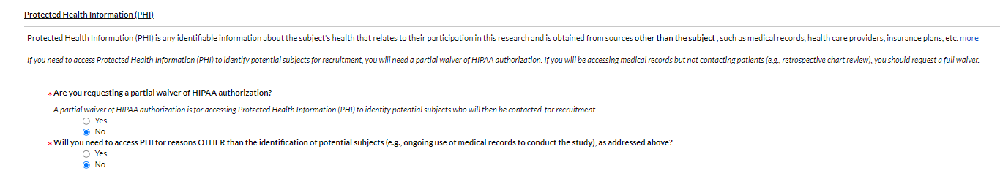 Protected Health Information (PHI)
Protected Health Information (PHI) is any identifiable information about the subject's health that relates to their participation in this research and is obtained from sources other than the subject , such as medical records, health care providers, insurance plans, etc. more
If you need to access Protected Health Information (PHI) to identify potential subjects for recruitment, you will need a partial waiver of HIPAA authorization. If you will be accessing medical records but not contacting patients (e.g., retrospective chart review), you should request a full waiver.
* Are you requesting a partial waiver of HIPAA authorization?
A partial waiver of HIPAA authorization is for accessing Protected Health Information (PHI) to identify potential subjects who will then be contacted for recruitment.
Yes
No
* Will you need to access PHI for reasons OTHER than the identification of potential subjects (e.g., ongoing use of medical records to conduct the study), as addressed above?
Yes
No